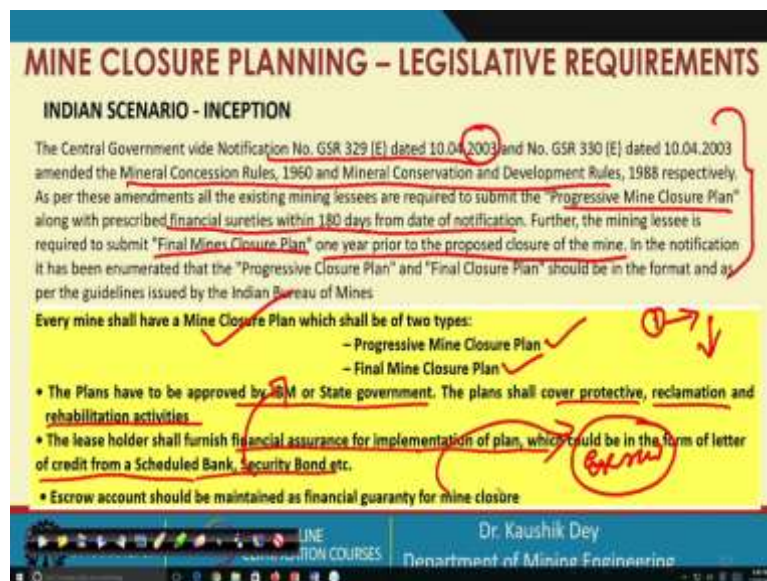 MINE CLOSURE PLANNING – LEGISLATIVE REQUIREMENTS
INDIAN SCENARIO - INCEPTION
The Central Government vide Notification No. GSR 329 (E) dated 10.04.2003 and No. GSR 330 (E) dated 10.04.2003
amended the Mineral Concession Rules, 1960 and Mineral Conservation and Development Rules, 1988 respectively.
As per these amendments all the existing mining lessees are required to submit the "Progressive Mine Closure Plan"
along with prescribed financial sureties within 180 days from date of notification. Further, the mining lessee is
required to submit "Final Mines Closure Plan" one year prior to the proposed closure of the mine. In the notification
it has been enumerated that the "Progressive Closure Plan" and "Final Closure Plan" should be in the format and as
per the guidelines issued by the Indian Bureau of Mines
Every mine shall have a Mine Closure Plan which shall be of two types:
– Progressive Mine Closure Plan
– Final Mine Closure Plan
1
• The Plans have to be approved by IBM or State government. The plans shall cover protective, reclamation and
rehabilitation activities
• The lease holder shall furnish financial assurance for implementation of plan, which could be in the form of letter
of credit from a Scheduled Bank, Security Bond etc.
Escrow
• Escrow account should be maintained as financial guaranty for mine closure
LINE
CERTIFICATION COURSES
Dr. Kaushik Dey
Department of Mining Engineering